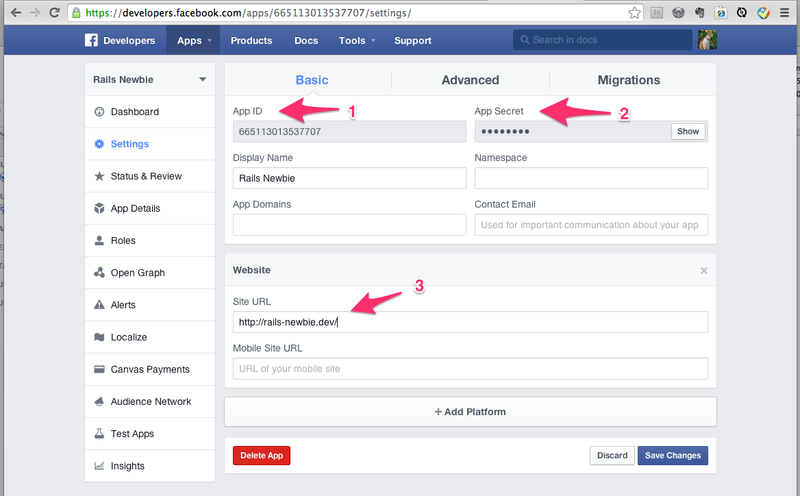 https://developers.facebook.com/apps/665113013537707/settings/
f Developers Apps Products Docs Tools Support Search in docs
Rails Newbie
Dashboard
Settings
Status & Review
App Details
Roles
Open Graph
Alerts
Localize
Canvas Payments
Audience Network
Test Apps
Insights
Basic Advanced Migrations
App ID 1 App Secret 2
665113013537707 •••••••• Show
Display Name Namespace
Rails Newbie
App Domains Contact Email
Used for important communication about your app
Website ×
3
Site URL
http://rails-newbie.dev/
Mobile Site URL
URL of your mobile site
+ Add Platform
Delete App Discard Save Changes